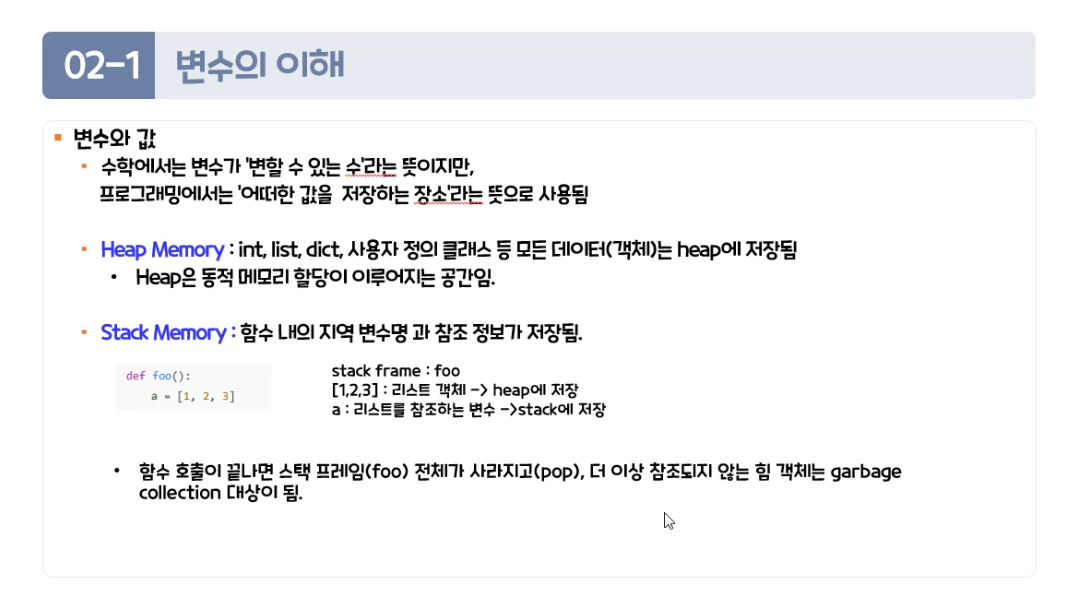 02-1 변수의 이해
변수와 값
수학에서는 변수가 '변할 수 있는 수'라는 뜻이지만,
프로그래밍에서는 '어떠한 값을 저장하는 장소'라는 뜻으로 사용됨
Heap Memory : int, list, dict, 사용자 정의 클래스 등 모든 데이터(객체)는 heap에 저장됨
Heap은 동적 메모리 할당이 이루어지는 공간임.
Stack Memory : 함수 내의 지역 변수명 과 참조 정보가 저장됨.
def foo():
a = [1, 2, 3]
stack frame : foo
[1,2,3] : 리스트 객체 -> heap에 저장
a : 리스트를 참조하는 변수 ->stack에 저장
함수 호출이 끝나면 스택 프레임(foo) 전체가 사라지고(pop), 더 이상 참조되지 않는 힙 객체는 garbage
collection 대상이 됨.